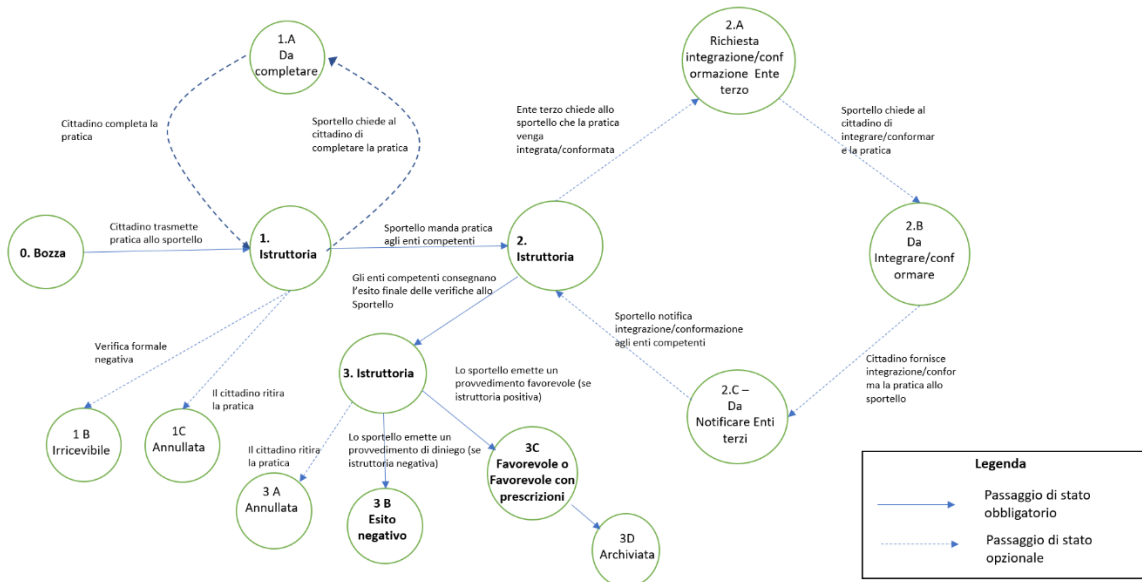 1.A
Da
completare
2.A
Richiesta
integrazione/conf
ormazione Ente
terzo
Cittadino completa la
pratica
Sportello chiede al
cittadino di
completare la pratica
Ente terzo chiede allo
sportello che la pratica
venga
integrata/conformata
Sportello chiede al
cittadino di
integrare/conformar
e la pratica
0. Bozza
Cittadino trasmette
pratica allo sportello
1.
Istruttoria
Sportello manda pratica
agli enti competenti
2.
Istruttoria
2.B
Da
Integrare/conf
ormare
Gli enti competenti consegnano
l'esito finale delle verifiche allo
Sportello
Sportello notifica
integrazione/conformazione
agli enti competenti
Verifica formale
negativa
Il cittadino ritira
la pratica
3. Istruttoria
Lo sportello emette un
provvedimento favorevole (se
istruttoria positiva)
2.C –
Da
Notificare Enti
terzi
Cittadino fornisce
integrazione/confor
ma la pratica allo
sportello
1 B
Irricevibile
1C
Annullata
Il cittadino ritira
la pratica
Lo sportello emette un
provvedimento di diniego (se
istruttoria negativa)
3C
Favorevole o
Favorevole con
prescrizioni
3 A
Annullata
3 B
Esito
negativo
3D
Archiviata
Legenda
Passaggio di stato
obbligatorio
Passaggio di stato
opzionale